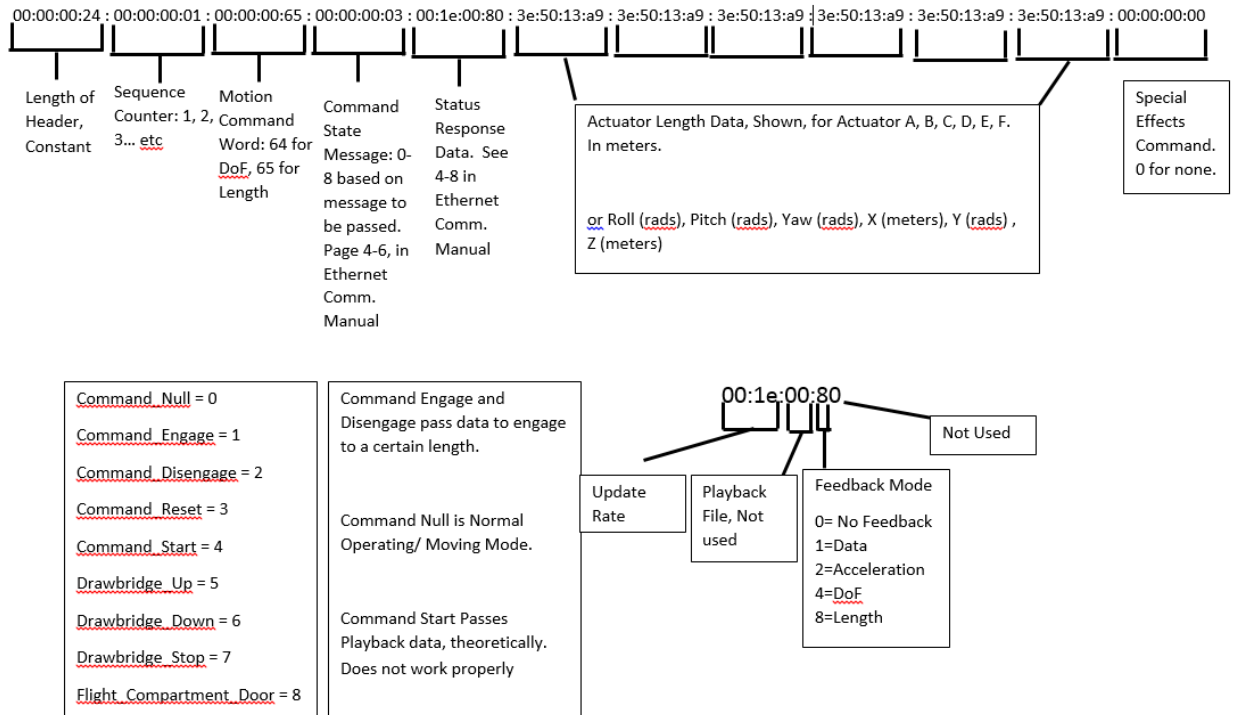 00:00:00:24 : 00:00:00:01 : 00:00:00:65 : 00:00:00:03 : 00:1e:00:80 : 3e:50:13:a9 : 3e:50:13:a9 : 3e:50:13:a9 : 3e:50:13:a9 : 3e:50:13:a9 : 3e:50:13:a9 : 00:00:00:00
Length of
Header,
Constant
Sequence
Counter: 1, 2,
3... etc
Motion
Command
Word: 64 for
DoF, 65 for
Length
Command
State
Message: 0-
8 based on
message to
be passed.
Page 4-6, in
Ethernet
Comm.
Manual
Status
Response
Data. See
4-8 in
Ethernet
Comm.
Manual
Actuator Length Data, Shown, for Actuator A, B, C, D, E, F.
In meters.
or Roll (rads), Pitch (rads), Yaw (rads), X (meters), Y (rads) ,
Z (meters)
Special
Effects
Command.
0 for none.
Command_Null = 0
Command_Engage = 1
Command_Disengage = 2
Command_Reset = 3
Command_Start = 4
Drawbridge_Up = 5
Drawbridge_Down = 6
Drawbridge_Stop = 7
Flight_Compartment_Door = 8
Command Engage and
Disengage pass data to engage
to a certain length.
Command Null is Normal
Operating/ Moving Mode.
Command Start Passes
Playback data, theoretically.
Does not work properly
00:1e:00:80
Update
Rate
Playback
File, Not
used
Feedback Mode
0= No Feedback
1=Data
2=Acceleration
4=DoF
8=Length
Not Used